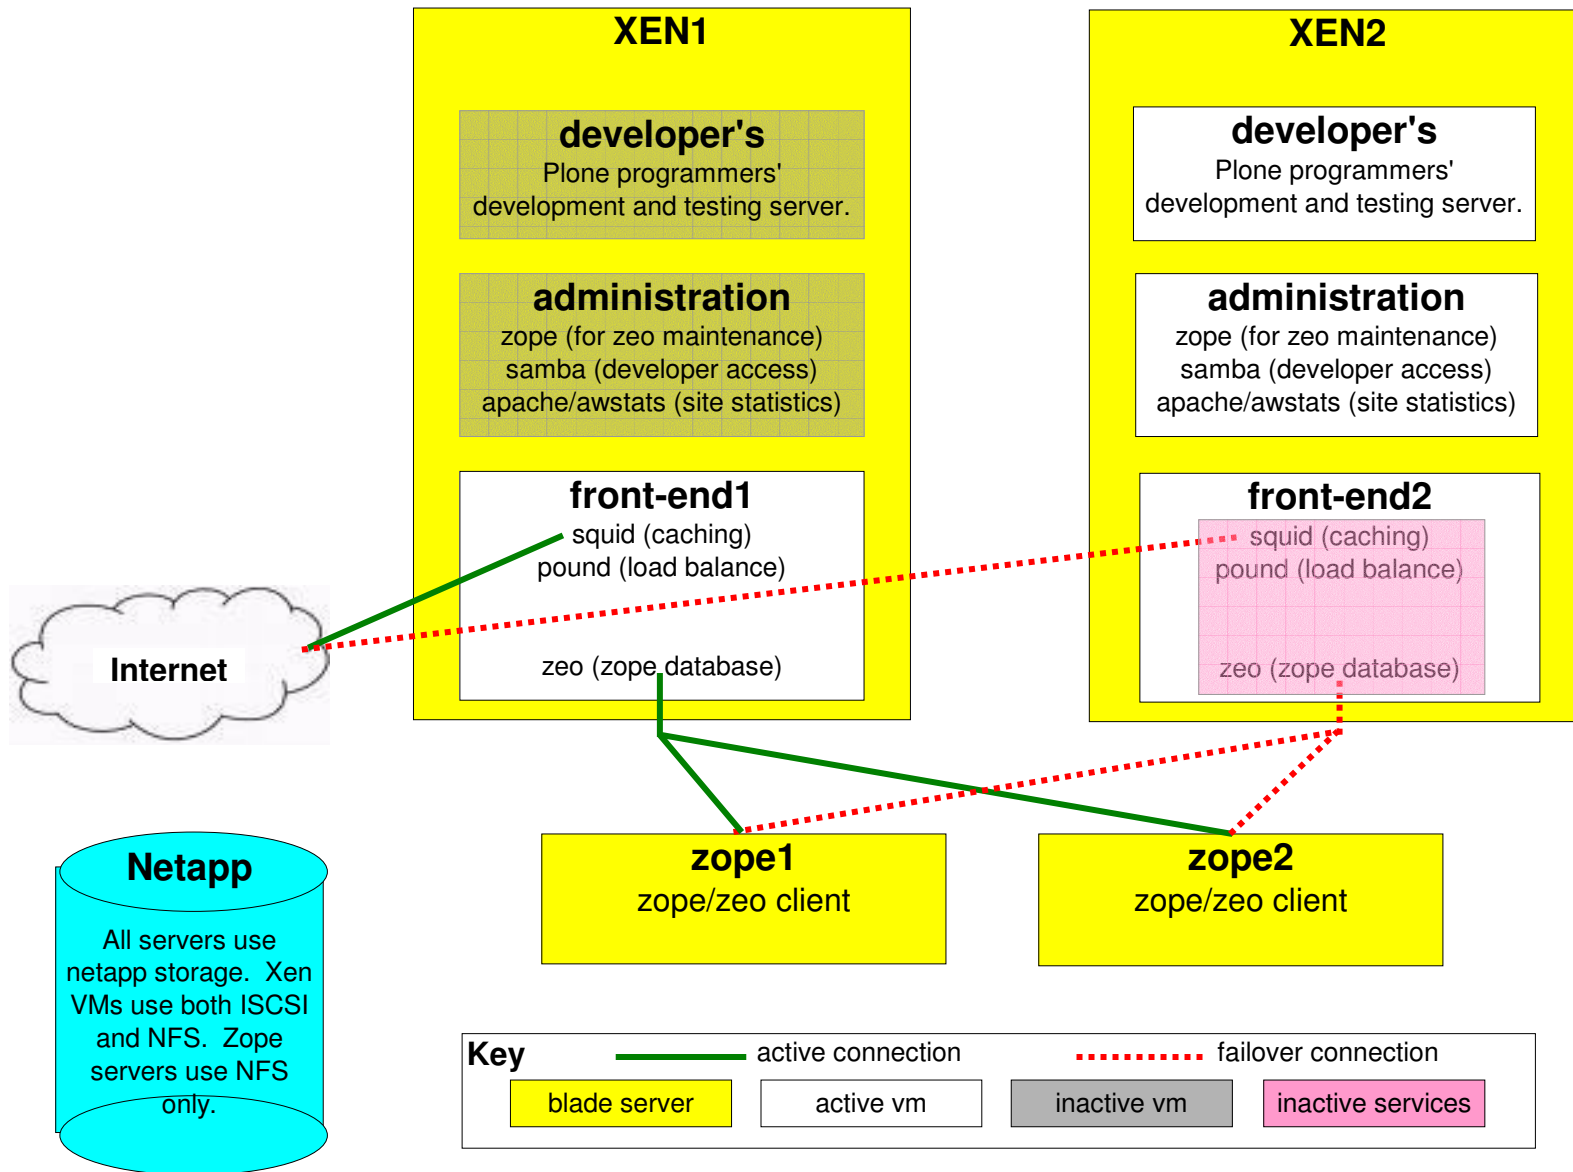 XEN1
developer's
Plone programmers'
development and testing server.
administration
zope (for zeo maintenance)
samba (developer access)
apache/awstats (site statistics)
front-end1
squid (caching)
pound (load balance)
zeo (zope database)
XEN2
developer's
Plone programmers'
development and testing server.
administration
zope (for zeo maintenance)
samba (developer access)
apache/awstats (site statistics)
front-end2
squid (caching)
pound (load balance)
zeo (zope database)
Internet
zope1
zope/zeo client
zope2
zope/zeo client
Netapp
All servers use
netapp storage. Xen
VMs use both ISCSI
and NFS. Zope
servers use NFS
only.
Key
active connection
failover connection
blade server
active vm
inactive vm
inactive services